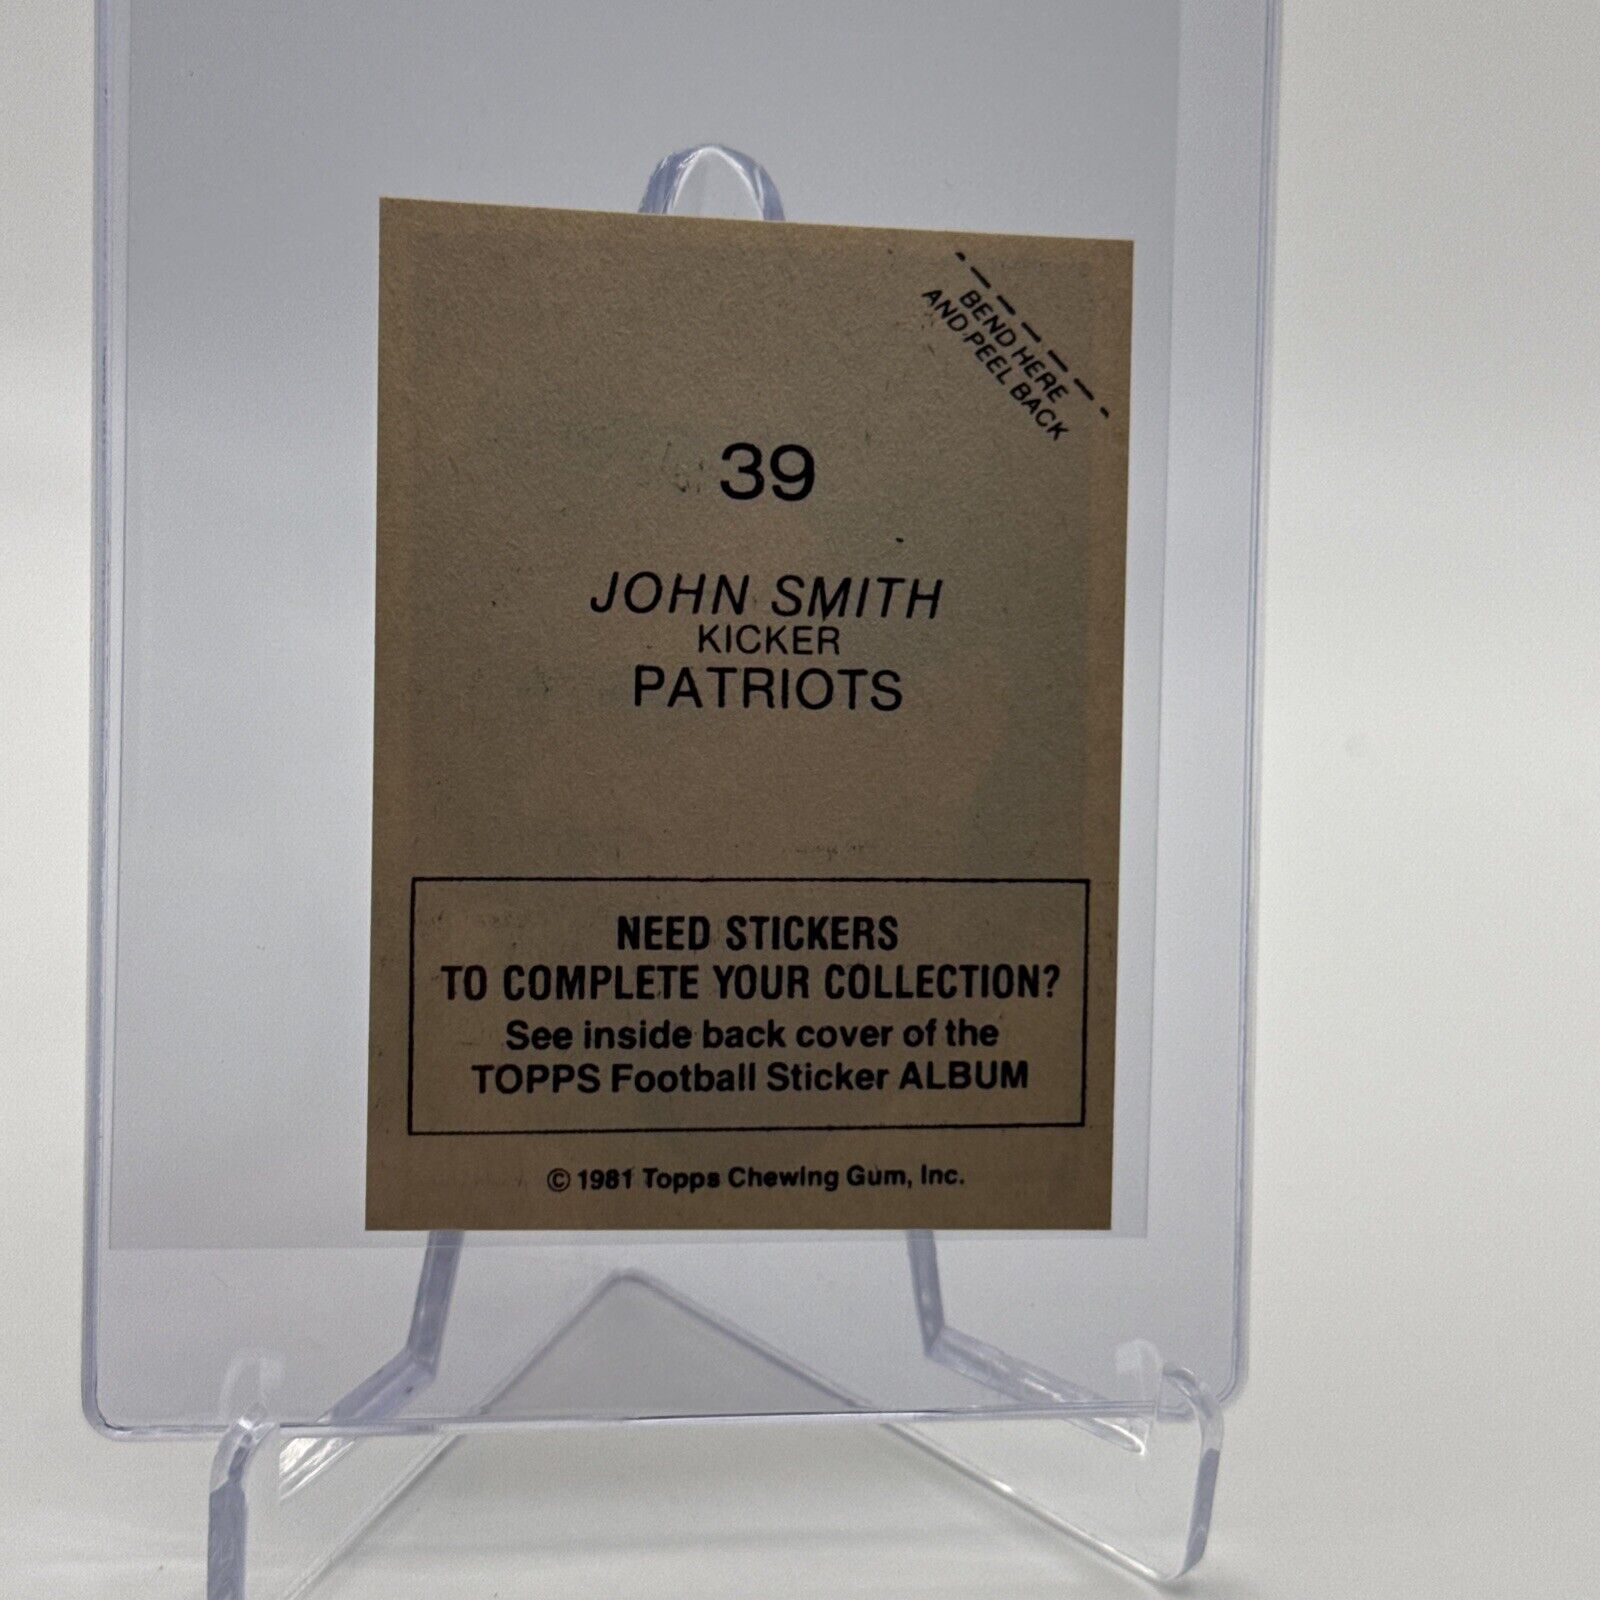 BEND HERE
AND PEEL BACK
39
JOHN SMITH
KICKER
PATRIOTS
NEED STICKERS
TO COMPLETE YOUR COLLECTION?
See inside back cover of the
TOPPS Football Sticker ALBUM
© 1981 Topps Chewing Gum, Inc.